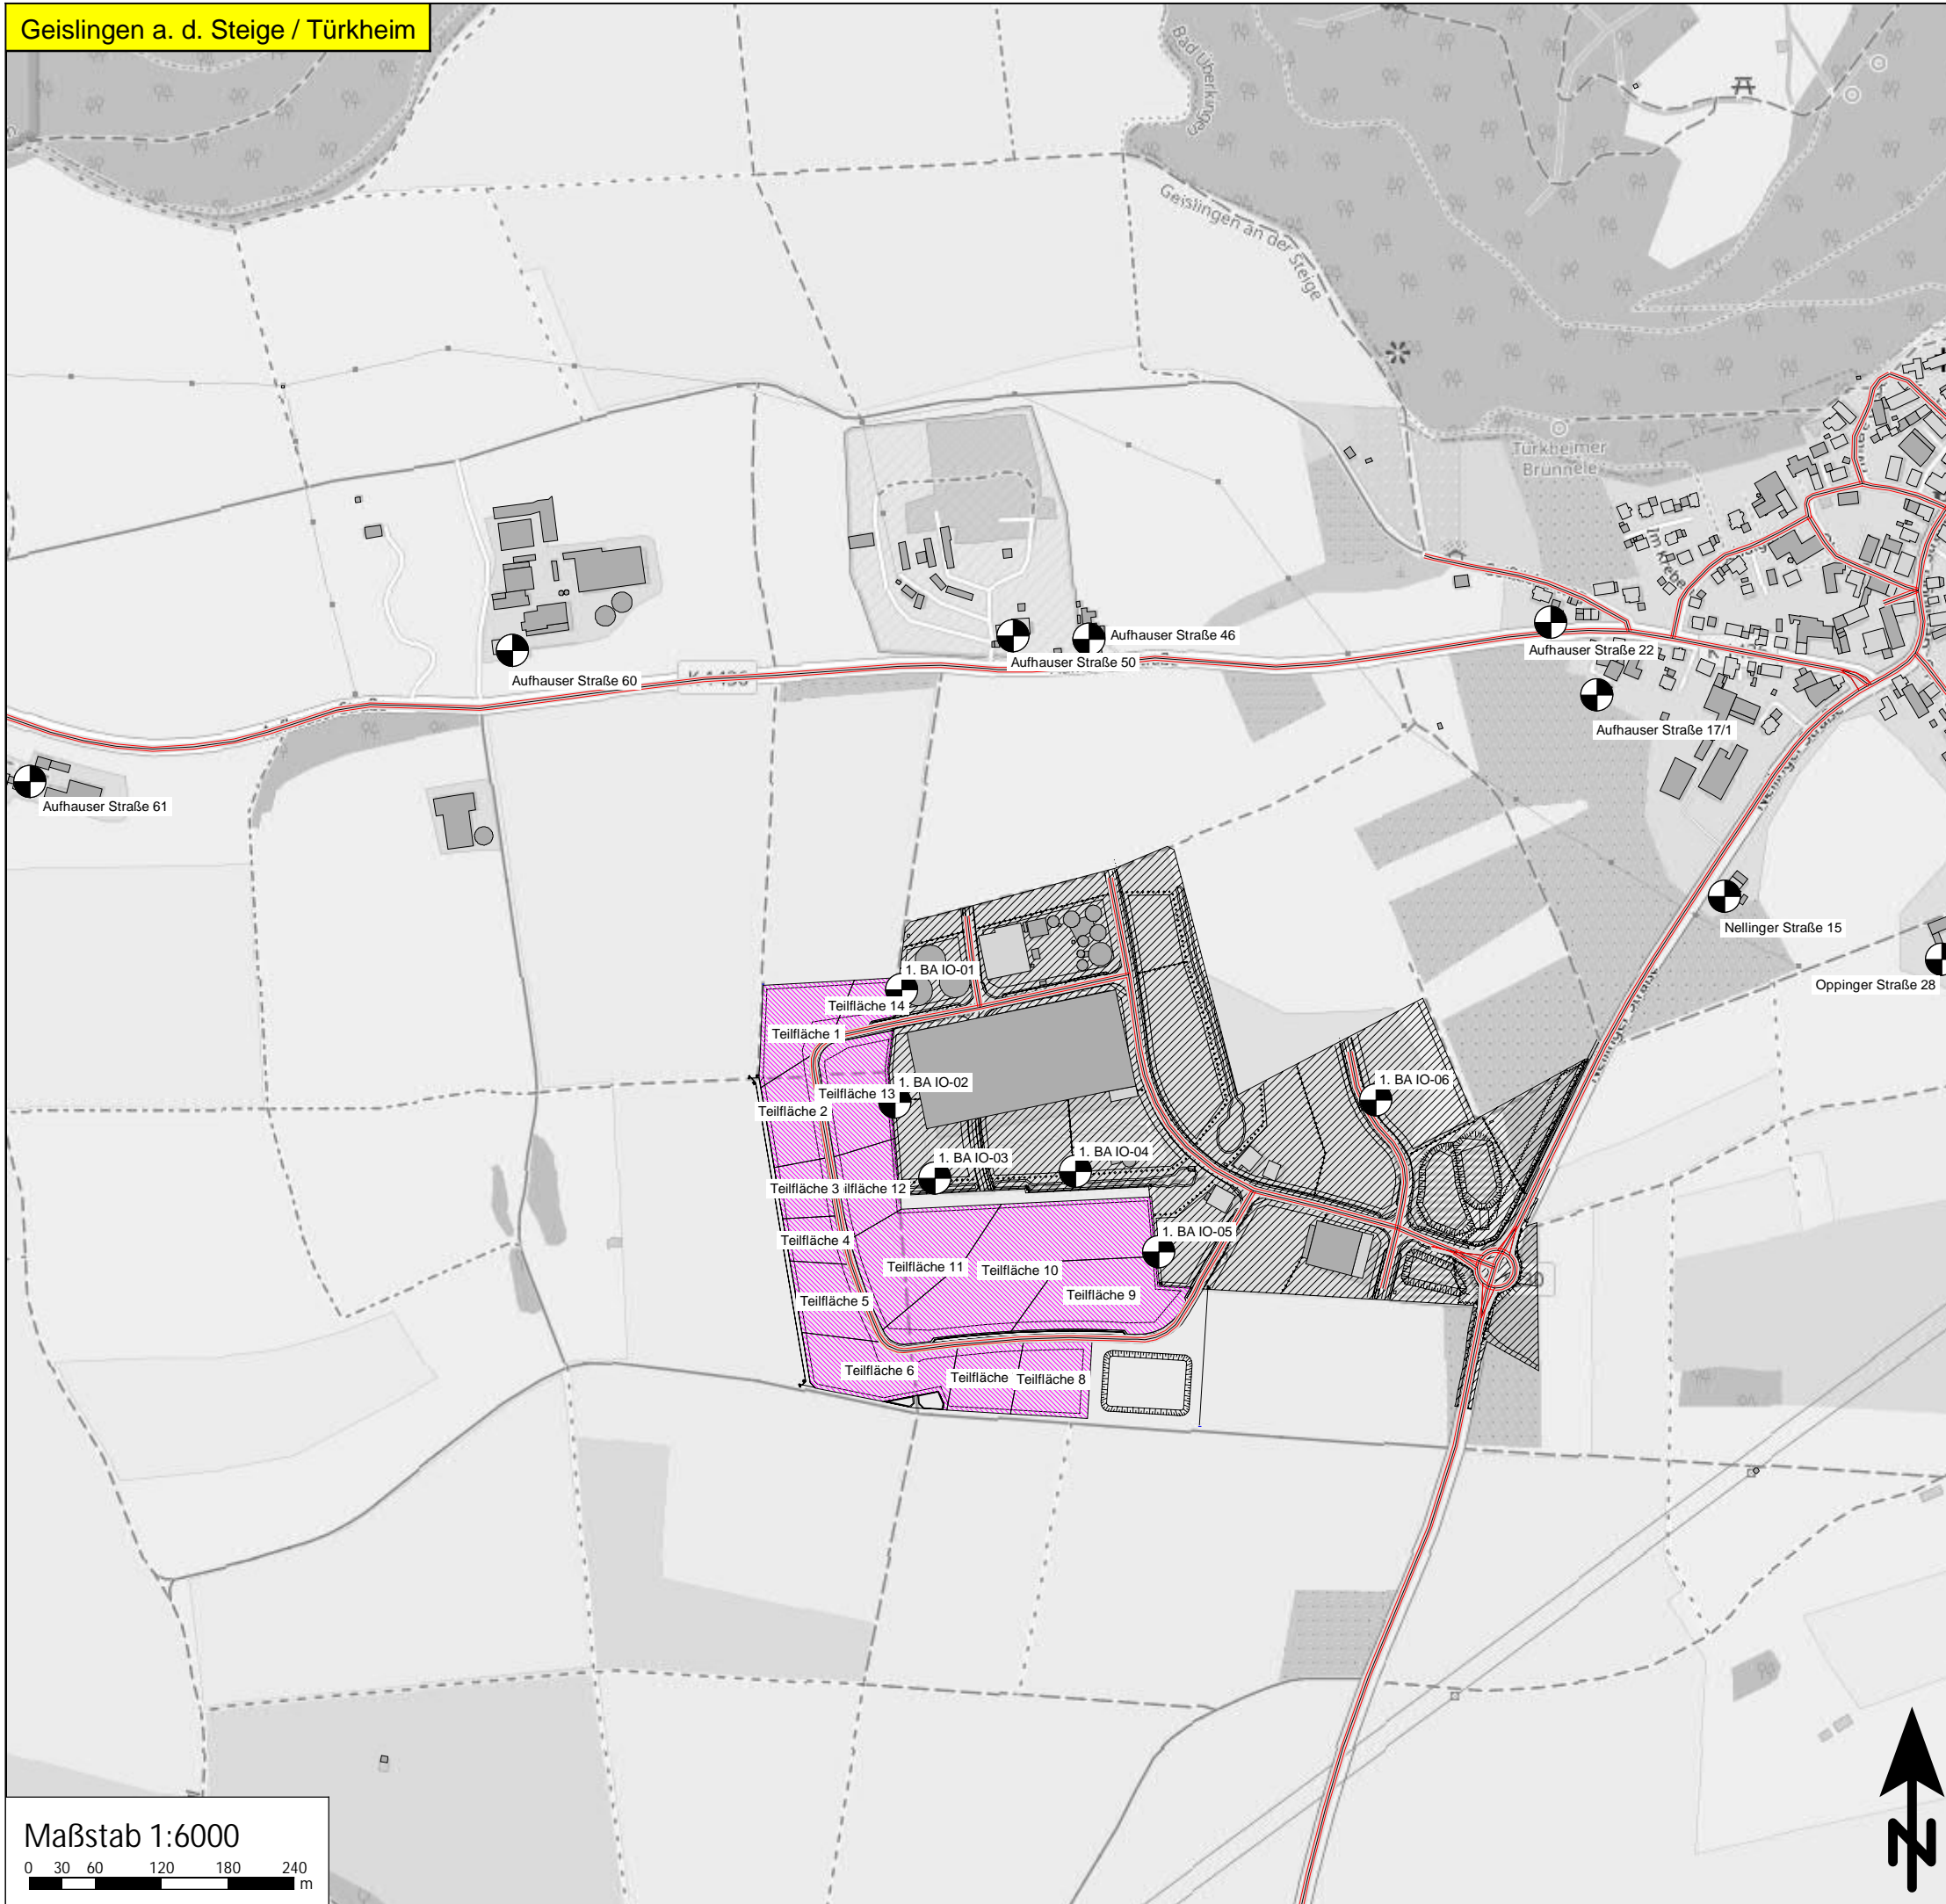 Geislingen a. d. Steige / Türkheim
Bad Überkingen
Geislingen an der Steige
Türkheimer
Brünnele
Im Krebe
Aufhauser Straße 46
Aufhauser Straße 50
Aufhauser Straße 22
Aufhauser Straße 60
Aufhauser Straße 17/1
Aufhauser Straße 61
Nellinger Straße 15
Oppinger Straße 28
1. BA IO-01
Teilfläche 14
Teilfläche 1
1. BA IO-02
1. BA IO-06
Teilfläche 13
Teilfläche 2
1. BA IO-03
1. BA IO-04
Teilfläche 3
ilfläche 12
Teilfläche 4
1. BA IO-05
Teilfläche 11
Teilfläche 10
Teilfläche 9
Teilfläche 5
Teilfläche 6
Teilfläche
Teilfläche 8
Maßstab 1:6000
0 30 60 120 180 240
m
N